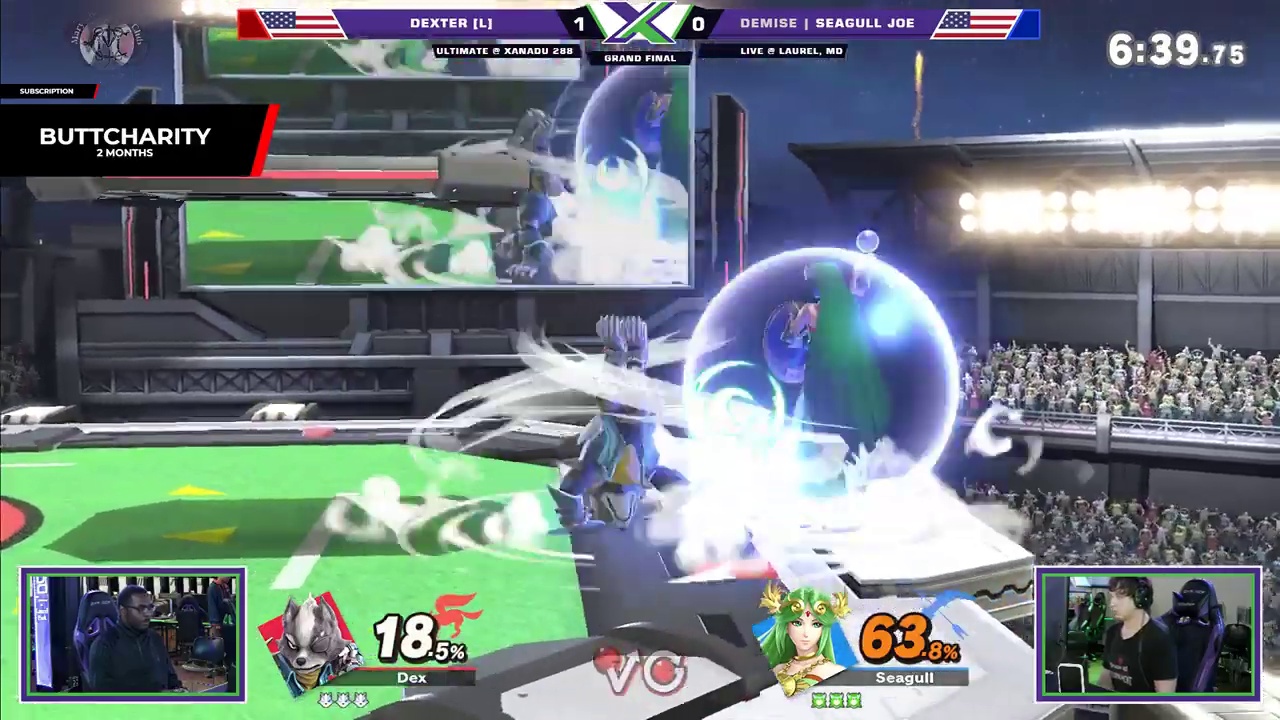 DEXTER [L]
1
0
DEMISE | SEAGULL JOE
ULTIMATE @ XANADU 288
GRAND FINAL
LIVE @ LAUREL, MD
6:39.75
SUBSCRIPTION
BUTTCHARITY
2 MONTHS
18.5%
Dex
63.8%
Seagull